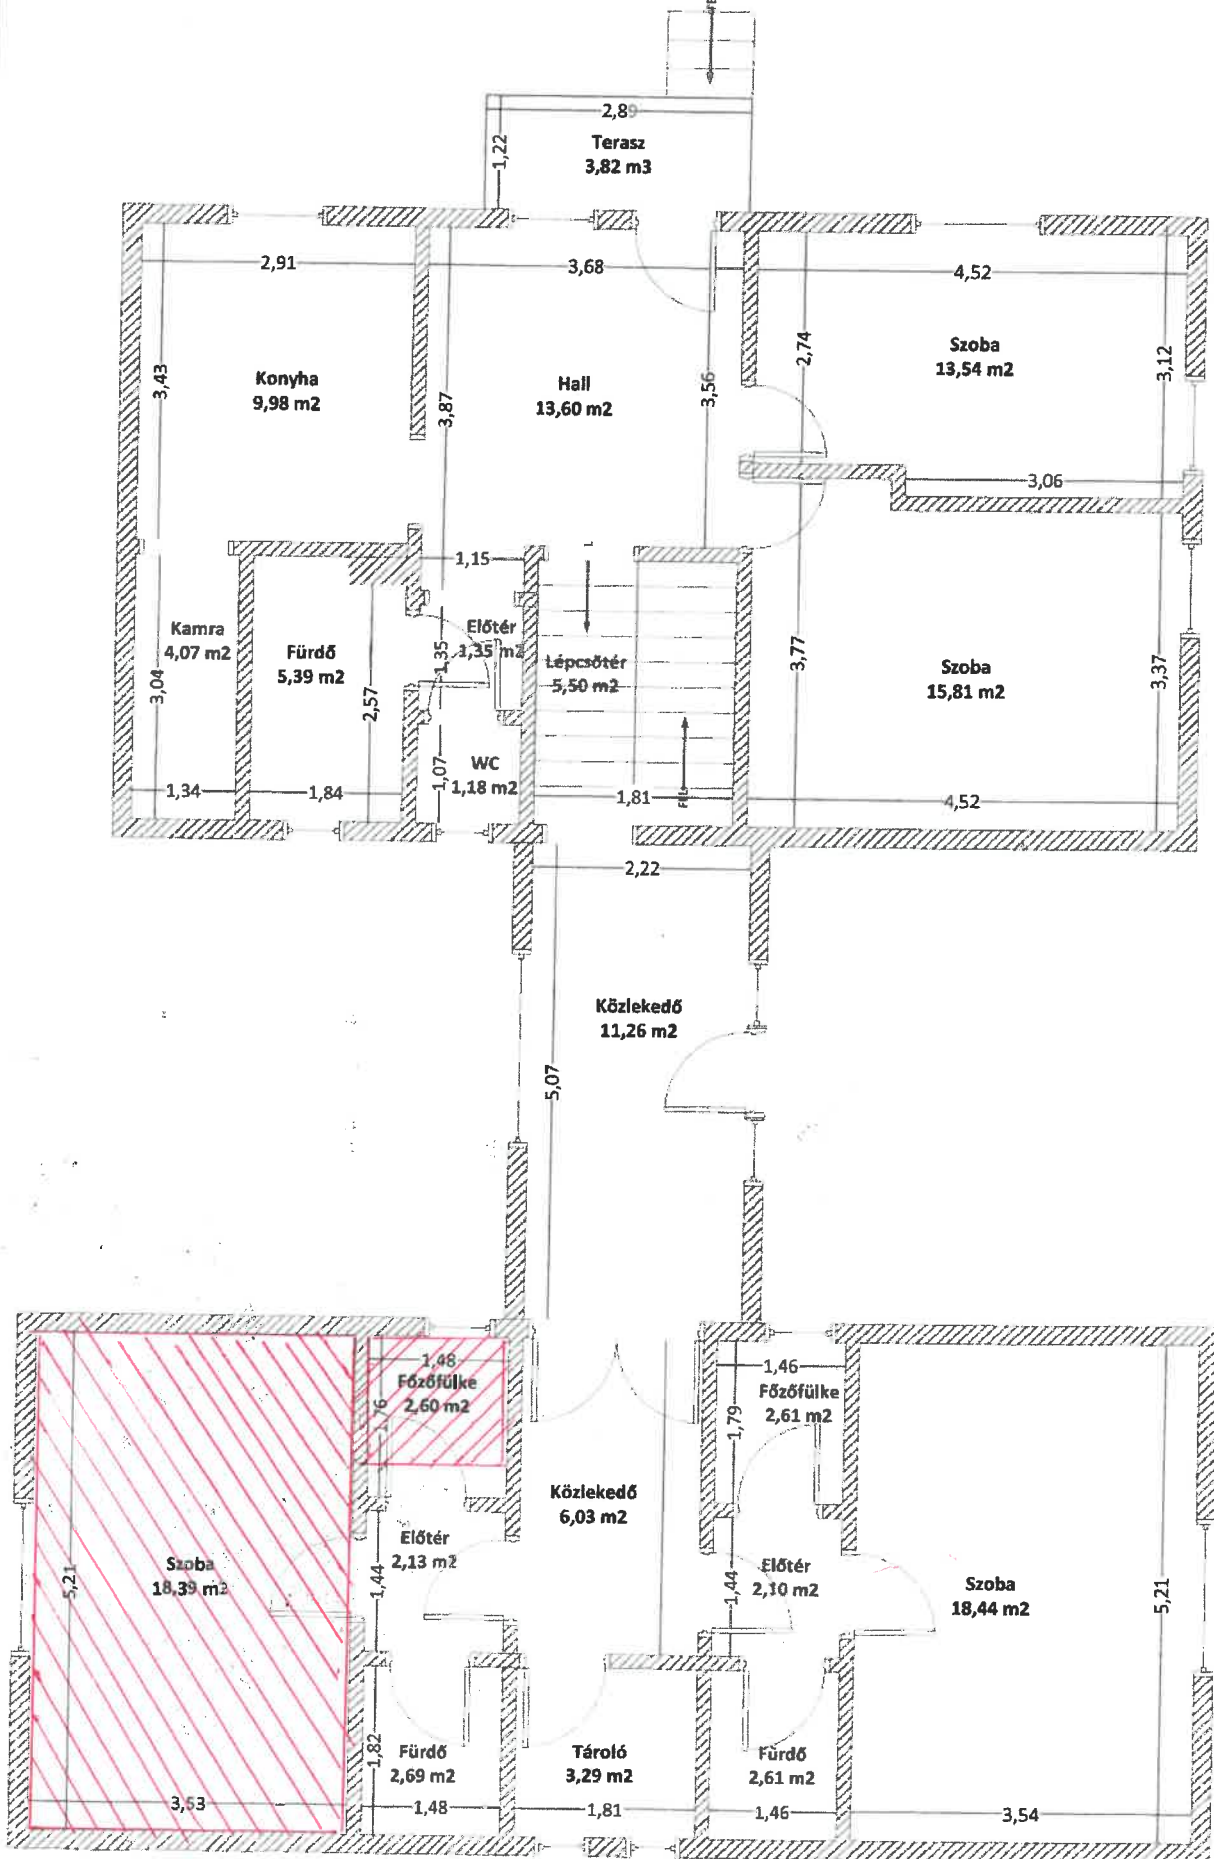 2,89
1,22
Terasz
3,82 m3
2,91
3,68
4,52
3,43
Konyha
9,98 m2
3,87
Hall
13,60 m2
3,56
2,74
Szoba
13,54 m2
3,12
3,06
1,15
Kamra
4,07 m2
3,04
Fürdő
5,39 m2
2,57
Előtér
1,35 m2
1,35
Lépcsőtér
5,50 m2
3,77
Szoba
15,81 m2
3,37
WC
1,18 m2
1,07
1,34
1,84
1,81
FEL
4,52
2,22
Közlekedő
11,26 m2
5,07
1,48
Főzőfülke
2,60 m2
1,76
1,46
Főzőfülke
2,61 m2
1,79
Közlekedő
6,03 m2
Előtér
2,13 m2
1,44
Szoba
18,39 m2
5,21
Előtér
2,10 m2
1,44
Szoba
18,44 m2
5,21
Fürdő
2,69 m2
1,82
Tároló
3,29 m2
Fürdő
2,61 m2
3,53
1,48
1,81
1,46
3,54